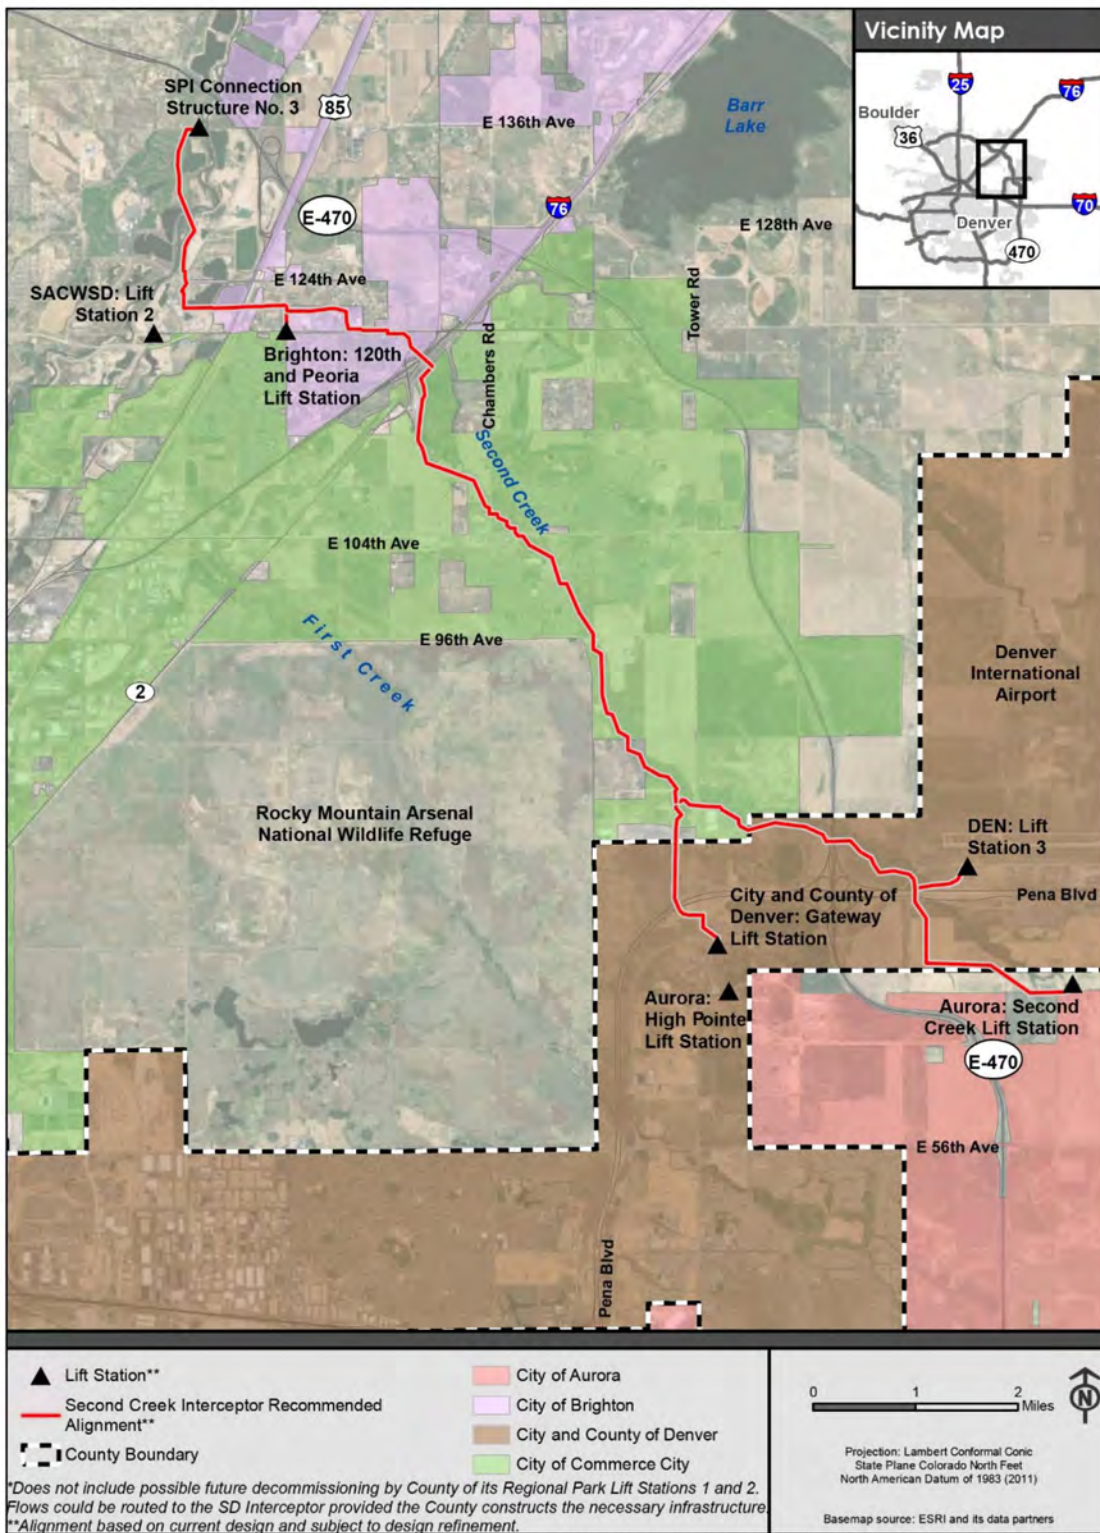 Vicinity Map
25
76
Boulder
36
70
Denver
470
SPI Connection
Structure No. 3
85
E 136th Ave
Barr
Lake
E-470
76
E 128th Ave
E 124th Ave
SACWSD: Lift
Station 2
Tower Rd
Chambers Rd
Brighton: 120th
and Peoria
Lift Station
Second Creek
E 104th Ave
First Creek
E 96th Ave
2
Denver
International
Airport
Rocky Mountain Arsenal
National Wildlife Refuge
DEN: Lift
Station 3
City and County of
Denver: Gateway
Lift Station
Pena Blvd
Aurora:
High Pointe
Lift Station
Aurora: Second
Creek Lift Station
E-470
E 56th Ave
Pena Blvd
Lift Station**
Second Creek Interceptor Recommended
Alignment**
County Boundary
City of Aurora
City of Brighton
City and County of Denver
City of Commerce City
*Does not include possible future decommissioning by County of its Regional Park Lift Stations 1 and 2.
Flows could be routed to the SD Interceptor provided the County constructs the necessary infrastructure.
**Alignment based on current design and subject to design refinement.
0 1 2
Miles
N
Projection: Lambert Conformal Conic
State Plane Colorado North Feet
North American Datum of 1983 (2011)
Basemap source: ESRI and its data partners